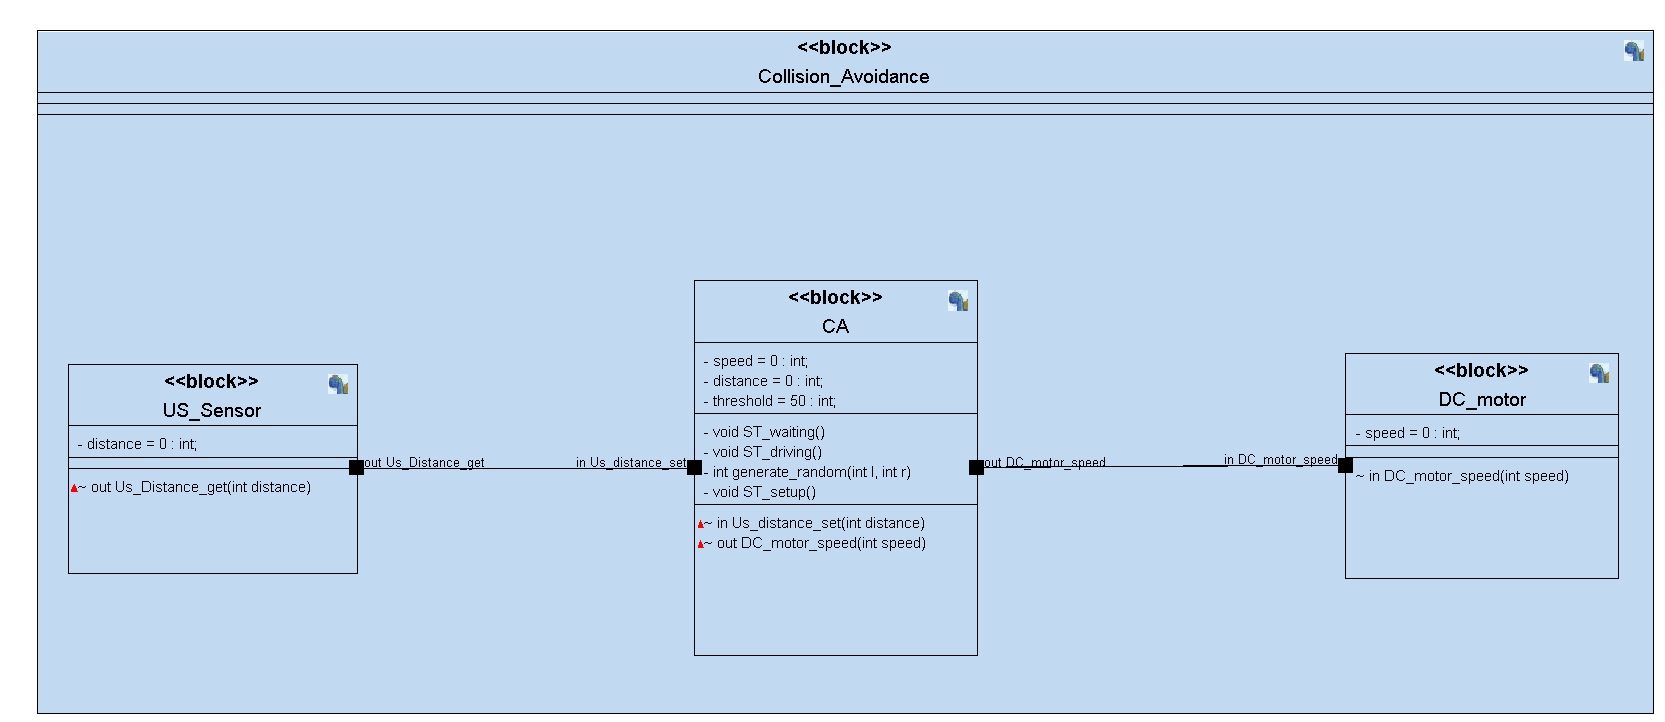 <<block>>
Collision_Avoidance
<<block>>
US_Sensor
- distance = 0 : int;
~ out Us_Distance_get(int distance)
out Us_Distance_get
in Us_distance_set
<<block>>
CA
- speed = 0 : int;
- distance = 0 : int;
- threshold = 50 : int;
- void ST_waiting()
- void ST_driving()
- int generate_random(int l, int r)
- void ST_setup()
~ in Us_distance_set(int distance)
~ out DC_motor_speed(int speed)
out DC_motor_speed
in DC_motor_speed
<<block>>
DC_motor
- speed = 0 : int;
~ in DC_motor_speed(int speed)